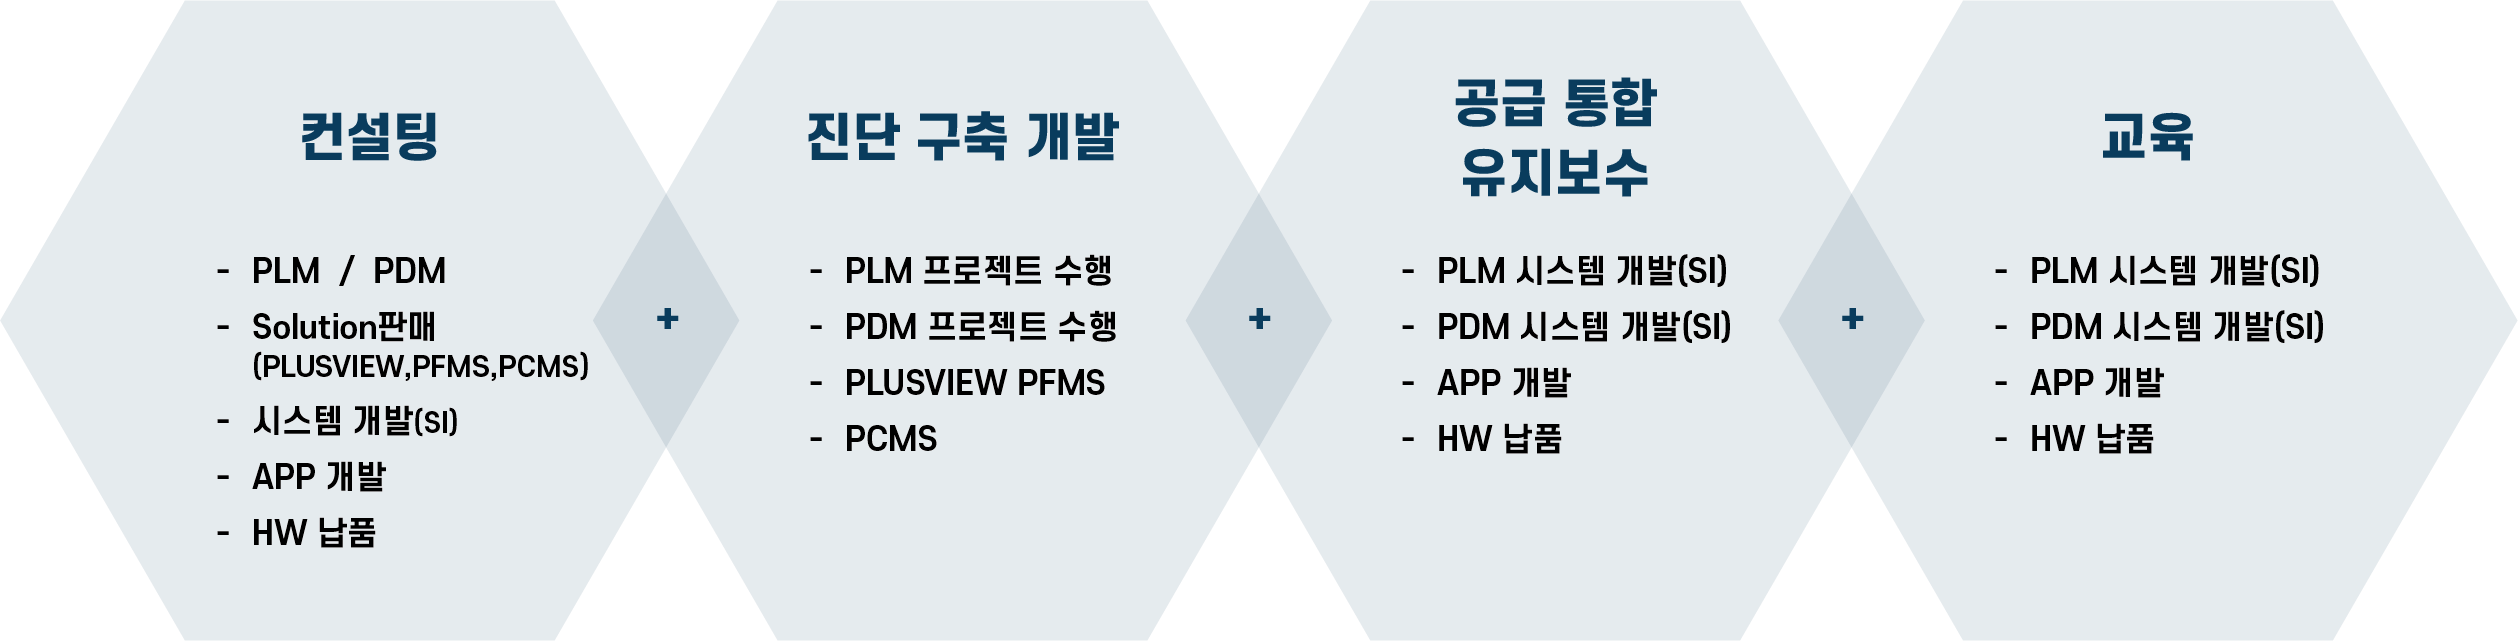 컨설팅
- PLM / PDM
- Solution판매
(PLUSVIEW,PFMS,PCMS)
- 시스템 개발(SI)
- APP 개발
- HW 납품
+
진단 구축 개발
- PLM 프로젝트 수행
- PDM 프로젝트 수행
- PLUSVIEW PFMS
- PCMS
+
공급 통합
유지보수
- PLM 시스템 개발(SI)
- PDM 시스템 개발(SI)
- APP 개발
- HW 납품
+
교육
- PLM 시스템 개발(SI)
- PDM 시스템 개발(SI)
- APP 개발
- HW 납품